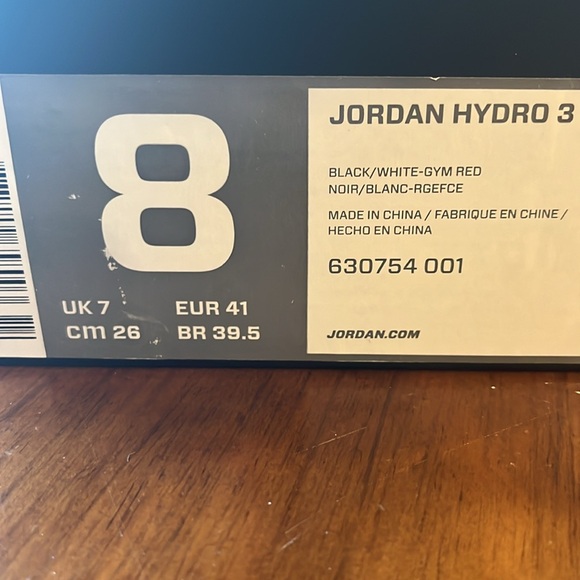 8
UK 7 EUR 41
cm 26 BR 39.5
JORDAN HYDRO 3
BLACK/WHITE-GYM RED
NOIR/BLANC-RGEFCE
MADE IN CHINA / FABRIQUE EN CHINE /
HECHO EN CHINA
630754 001
JORDAN.COM